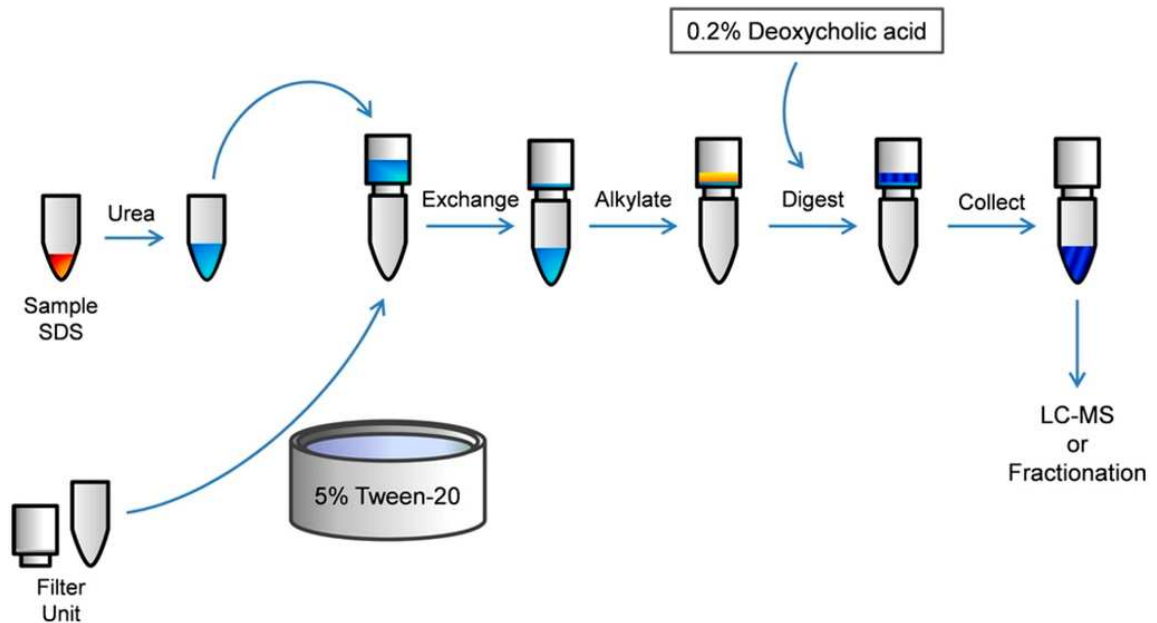 0.2% Deoxycholic acid
Urea
Exchange
Alkylate
Digest
Collect
Sample
SDS
LC-MS
or
Fractionation
5% Tween-20
Filter
Unit